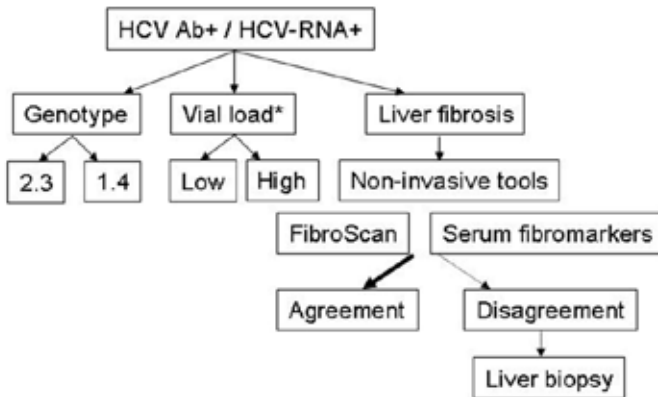 HCV Ab+ / HCV-RNA+
Genotype
Vial load*
Liver fibrosis
2.3
1.4
Low
High
Non-invasive tools
FibroScan
Serum fibromarkers
Agreement
Disagreement
Liver biopsy